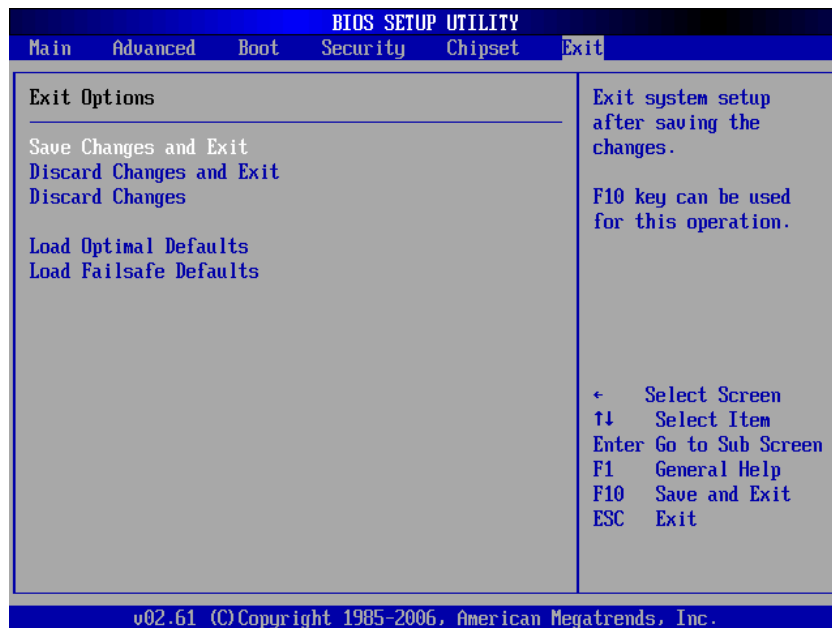 BIOS SETUP UTILITY
Main Advanced Boot Security Chipset Exit
Exit Options
Save Changes and Exit
Discard Changes and Exit
Discard Changes
Load Optimal Defaults
Load Failsafe Defaults
Exit system setup
after saving the
changes.
F10 key can be used
for this operation.
← Select Screen
↑↓ Select Item
Enter Go to Sub Screen
F1 General Help
F10 Save and Exit
ESC Exit
v02.61 (C)Copyright 1985-2006, American Megatrends, Inc.